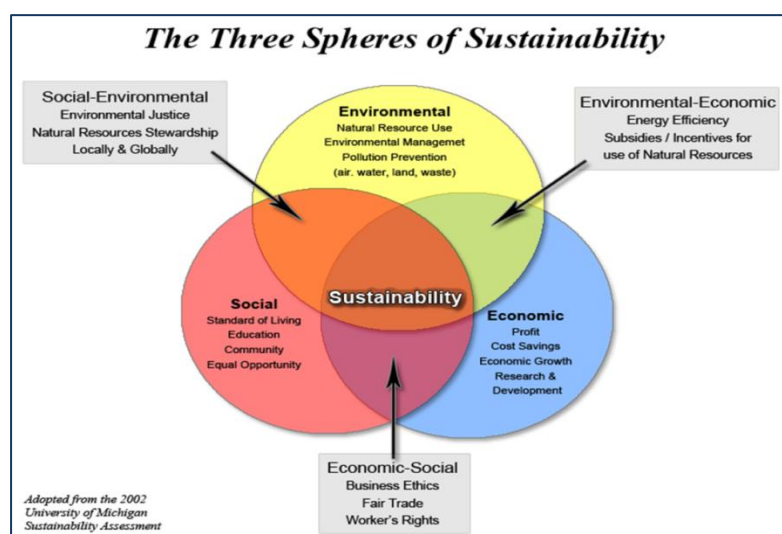 The Three Spheres of Sustainability
Social-Environmental
Environmental Justice
Natural Resources Stewardship
Locally & Globally
Environmental
Natural Resource Use
Environmental Managemet
Pollution Prevention
(air. water, land, waste)
Environmental-Economic
Energy Efficiency
Subsidies / Incentives for
use of Natural Resources
Sustainability
Social
Standard of Living
Education
Community
Equal Opportunity
Economic
Profit
Cost Savings
Economic Growth
Research &
Development
Economic-Social
Business Ethics
Fair Trade
Worker's Rights
Adopted from the 2002
University of Michigan
Sustainability Assessment